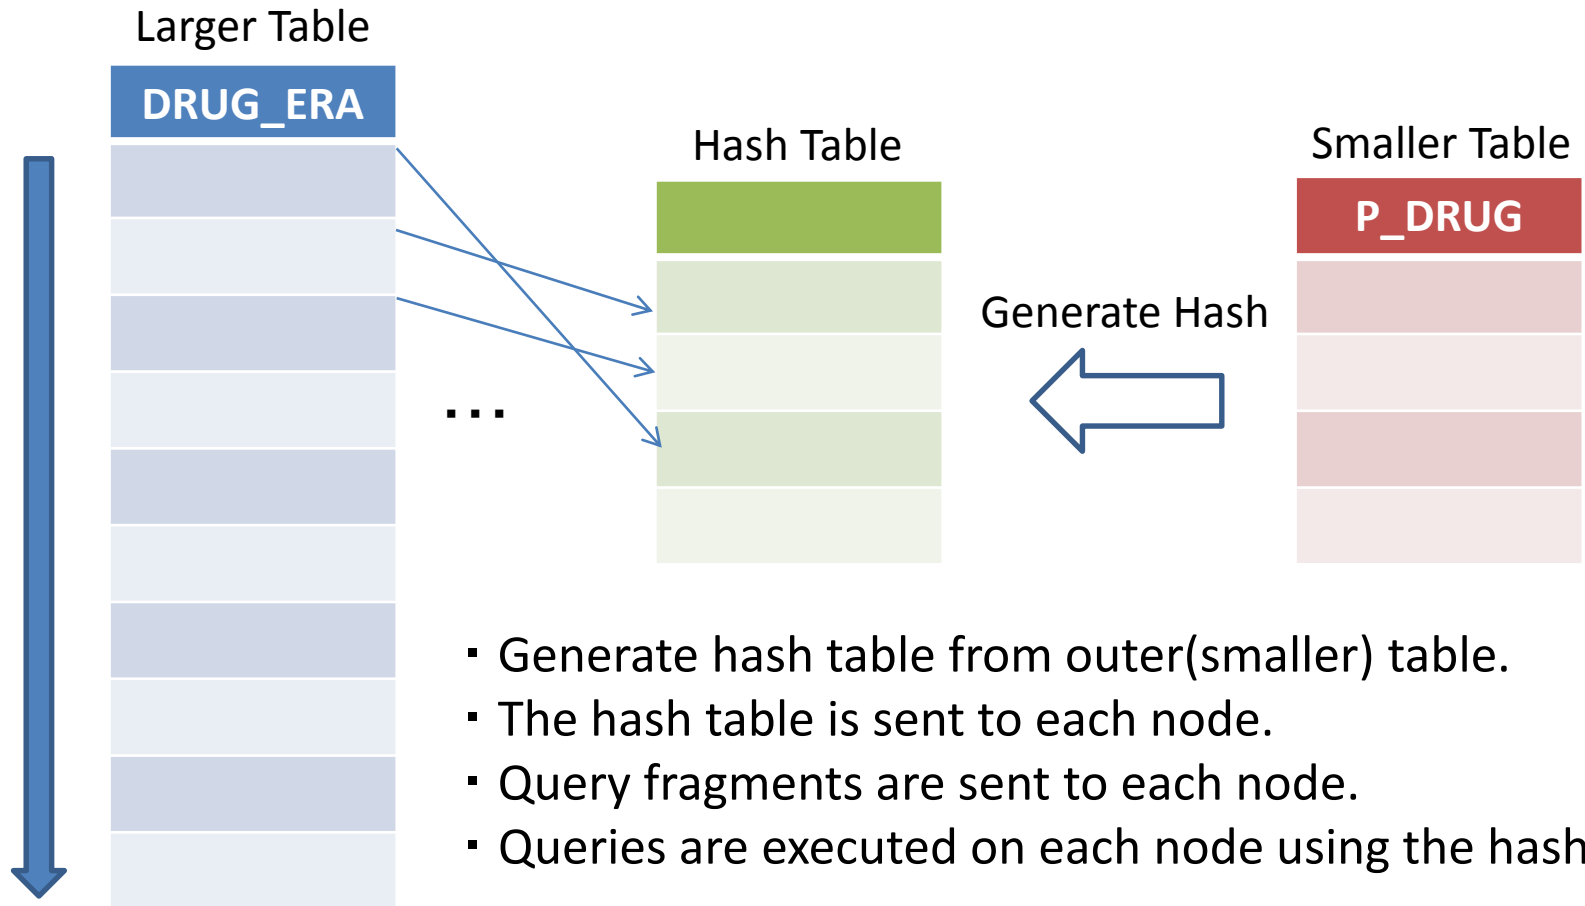 Larger Table
DRUG_ERA
Hash Table
Smaller Table
P_DRUG
Generate Hash
...
・Generate hash table from outer(smaller) table.
・The hash table is sent to each node.
・Query fragments are sent to each node.
・Queries are executed on each node using the hash